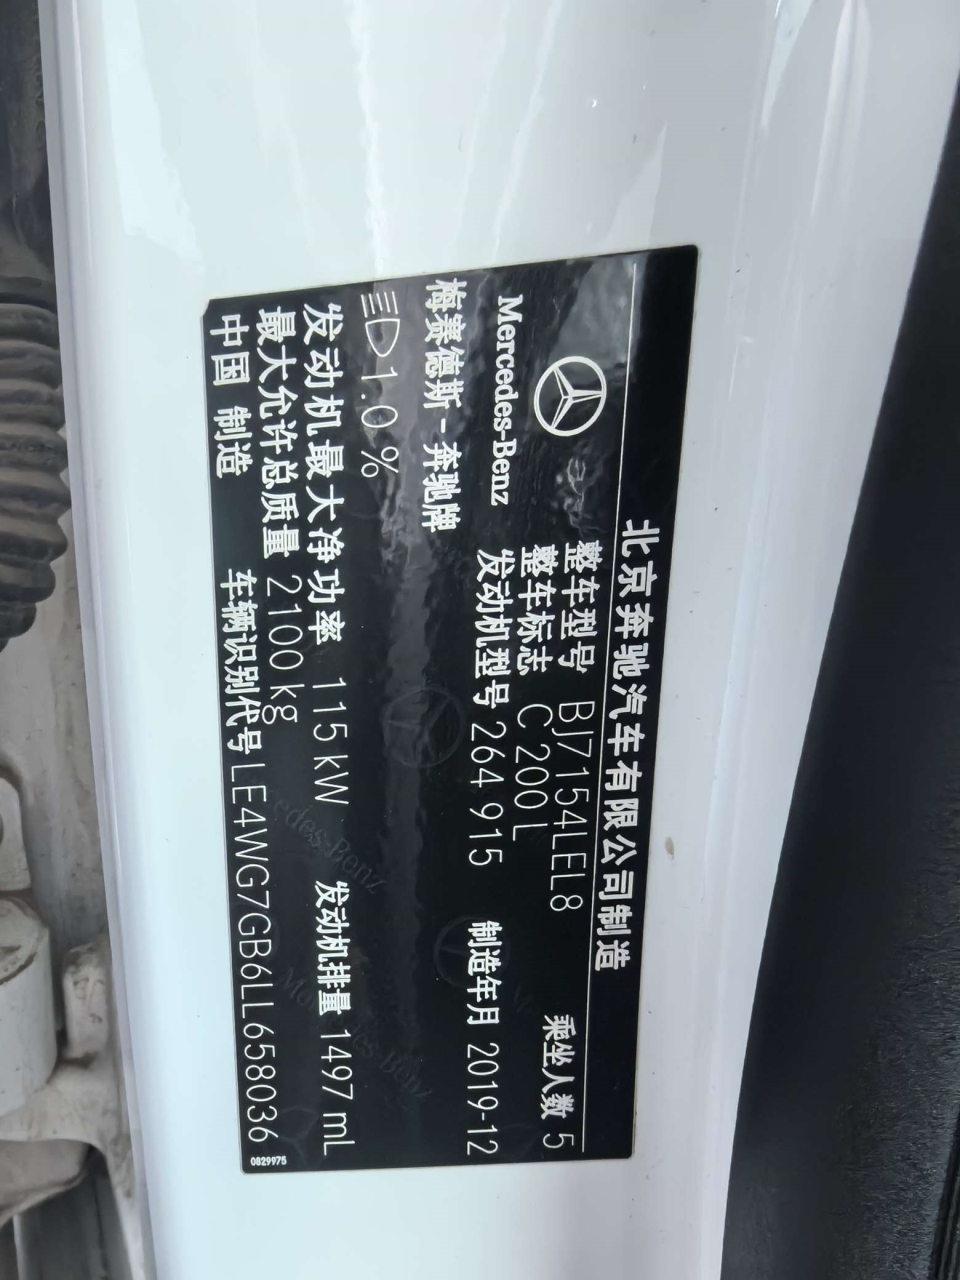 北京奔驰汽车有限公司制造
Mercedes-Benz
梅赛德斯-奔驰牌
整车型号 BJ7154LEL8 乘坐人数 5
整车标志 C 200 L
发动机型号 264 915 制造年月 2019-12
1.0 %
发动机最大净功率 115 kW 发动机排量 1497 mL
最大允许总质量 2100 kg
中国 制造 车辆识别代号 LE4WG7GB6LL658036
0829975